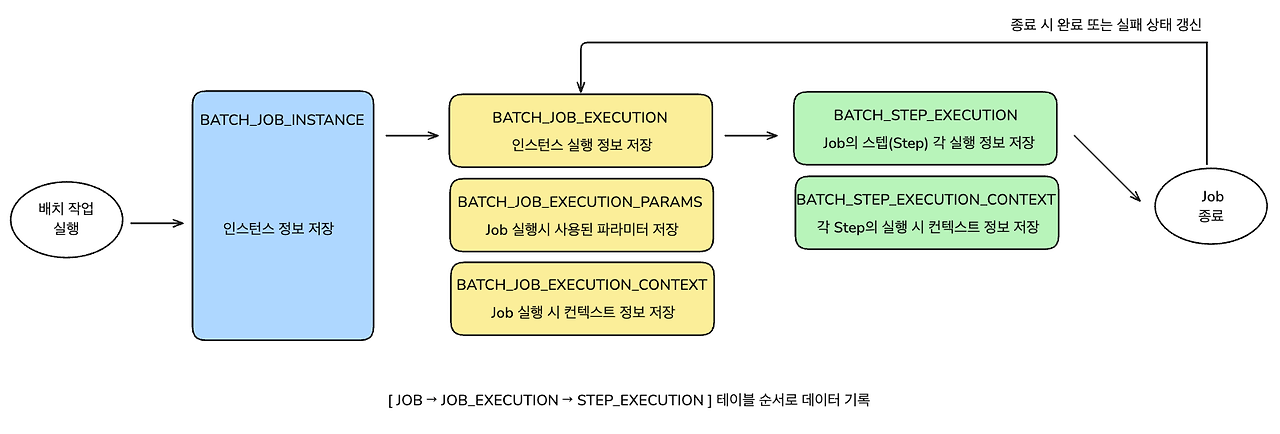 종료 시 완료 또는 실패 상태 갱신
배치 작업
실행
BATCH_JOB_INSTANCE
인스턴스 정보 저장
BATCH_JOB_EXECUTION
인스턴스 실행 정보 저장
BATCH_JOB_EXECUTION_PARAMS
Job 실행시 사용된 파라미터 저장
BATCH_JOB_EXECUTION_CONTEXT
Job 실행 시 컨텍스트 정보 저장
BATCH_STEP_EXECUTION
Job의 스텝(Step) 각 실행 정보 저장
BATCH_STEP_EXECUTION_CONTEXT
각 Step의 실행 시 컨텍스트 정보 저장
Job
종료
[ JOB → JOB_EXECUTION → STEP_EXECUTION ] 테이블 순서로 데이터 기록